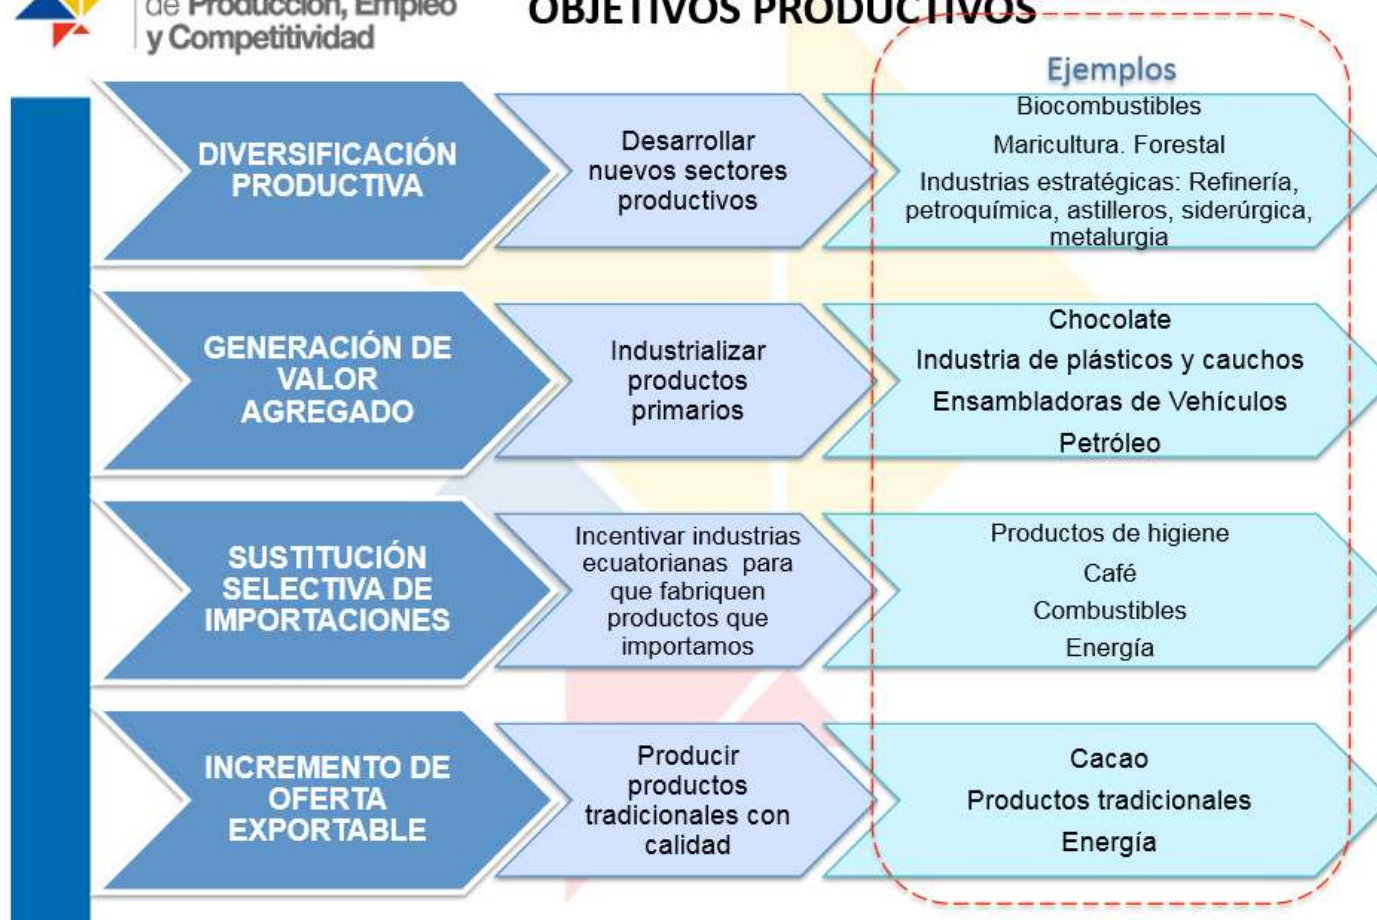 de Producción, Empleo
y Competitividad
OBJETIVOS PRODUCTIVOS
Ejemplos
DIVERSIFICACIÓN
PRODUCTIVA
Desarrollar
nuevos sectores
productivos
Biocombustibles
Maricultura. Forestal
Industrias estratégicas: Refinería,
petroquímica, astilleros, siderúrgica,
metalurgia
GENERACIÓN DE
VALOR
AGREGADO
Industrializar
productos
primarios
Chocolate
Industria de plásticos y cauchos
Ensambladoras de Vehículos
Petróleo
SUSTITUCIÓN
SELECTIVA DE
IMPORTACIONES
Incentivar industrias
ecuatorianas para
que fabriquen
productos que
importamos
Productos de higiene
Café
Combustibles
Energía
INCREMENTO DE
OFERTA
EXPORTABLE
Producir
productos
tradicionales con
calidad
Cacao
Productos tradicionales
Energía